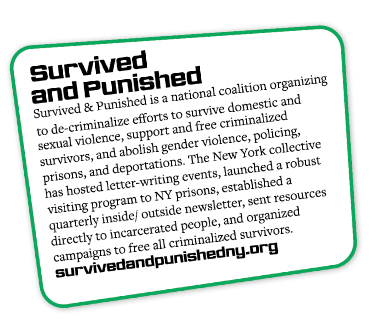 Survived
and Punished
Survived & Punished is a national coalition organizing
to de-criminalize efforts to survive domestic and
sexual violence, support and free criminalized
survivors, and abolish gender violence, policing,
prisons, and deportations. The New York collective
has hosted letter-writing events, launched a robust
visiting program to NY prisons, established a
quarterly inside/ outside newsletter, sent resources
directly to incarcerated people, and organized
campaigns to free all criminalized survivors.
survivedandpunishedny.org